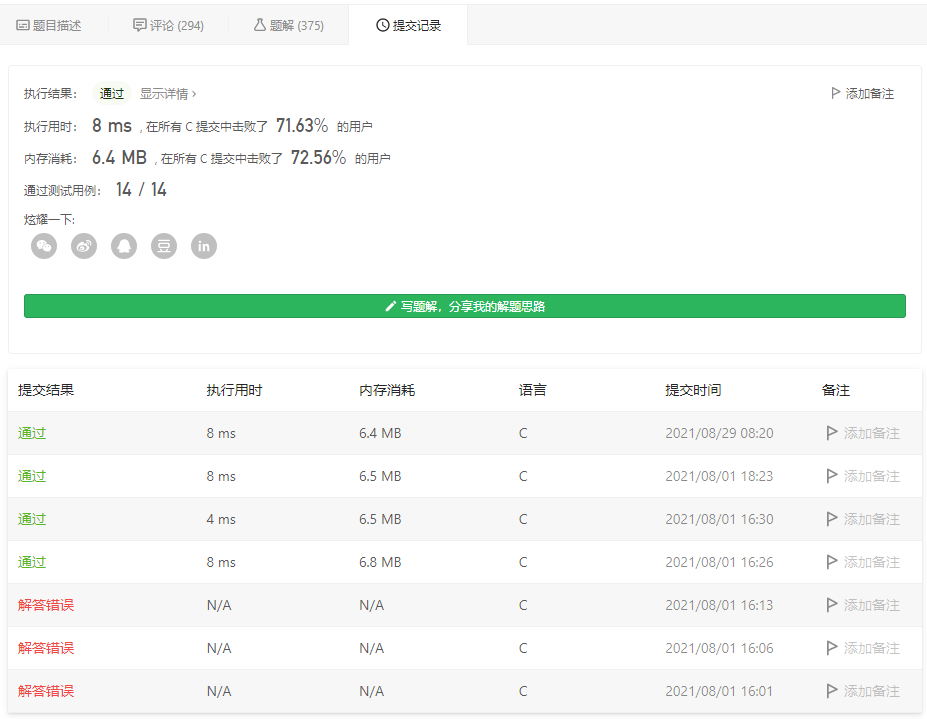 题目描述 评论 (294) 题解 (375) 提交记录
执行结果： 通过 显示详情 > 添加备注
执行用时： 8 ms , 在所有 C 提交中击败了 71.63% 的用户
内存消耗： 6.4 MB , 在所有 C 提交中击败了 72.56% 的用户
通过测试用例： 14 / 14
炫耀一下:
豆 in
写题解，分享我的解题思路
提交结果 执行用时 内存消耗 语言 提交时间 备注
通过 8 ms 6.4 MB C 2021/08/29 08:20 添加备注
通过 8 ms 6.5 MB C 2021/08/01 18:23 添加备注
通过 4 ms 6.5 MB C 2021/08/01 16:30 添加备注
通过 8 ms 6.8 MB C 2021/08/01 16:26 添加备注
解答错误 N/A N/A C 2021/08/01 16:13 添加备注
解答错误 N/A N/A C 2021/08/01 16:06 添加备注
解答错误 N/A N/A C 2021/08/01 16:01 添加备注